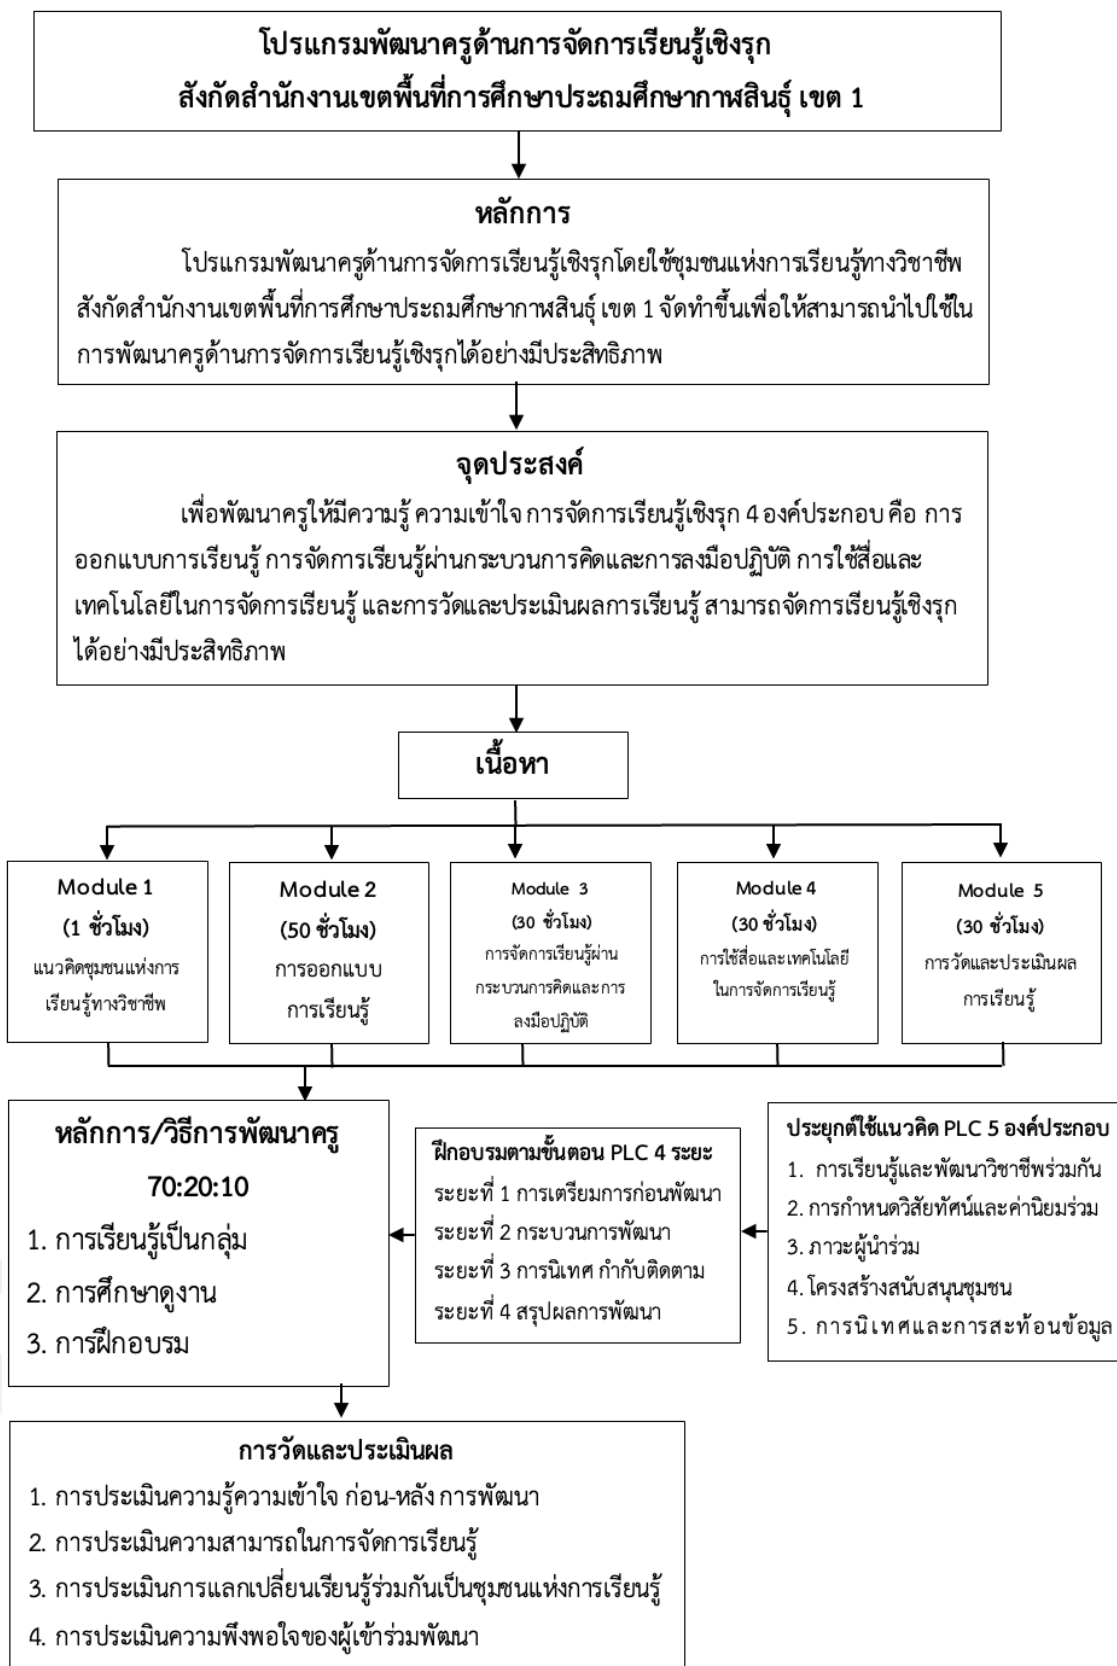 โปรแกรมพัฒนาครูด้านการจัดการเรียนรู้เชิงรุก
สังกัดสำนักงานเขตพื้นที่การศึกษาประถมศึกษากาฬสินธุ์ เขต 1
หลักการ
โปรแกรมพัฒนาครูด้านการจัดการเรียนรู้เชิงรุกโดยใช้ชุมชนแห่งการเรียนรู้ทางวิชาชีพ
สังกัดสำนักงานเขตพื้นที่การศึกษาประถมศึกษากาฬสินธุ์ เขต 1 จัดทำขึ้นเพื่อให้สามารถนำไปใช้ใน
การพัฒนาครูด้านการจัดการเรียนรู้เชิงรุกได้อย่างมีประสิทธิภาพ
จุดประสงค์
เพื่อพัฒนาครูให้มีความรู้ ความเข้าใจ การจัดการเรียนรู้เชิงรุก 4 องค์ประกอบ คือ การ
ออกแบบการเรียนรู้ การจัดการเรียนรู้ผ่านกระบวนการคิดและการลงมือปฏิบัติ การใช้สื่อและ
เทคโนโลยีในการจัดการเรียนรู้ และการวัดและประเมินผลการเรียนรู้ สามารถจัดการเรียนรู้เชิงรุก
ได้อย่างมีประสิทธิภาพ
เนื้อหา
Module 1
(1 ชั่วโมง)
แนวคิดชุมชนแห่งการ
เรียนรู้ทางวิชาชีพ
Module 2
(50 ชั่วโมง)
การออกแบบ
การเรียนรู้
Module 3
(30 ชั่วโมง)
การจัดการเรียนรู้ผ่าน
กระบวนการคิดและการ
ลงมือปฏิบัติ
Module 4
(30 ชั่วโมง)
การใช้สื่อและเทคโนโลยี
ในการจัดการเรียนรู้
Module 5
(30 ชั่วโมง)
การวัดและประเมินผล
การเรียนรู้
หลักการ/วิธีการพัฒนาครู
70:20:10
1. การเรียนรู้เป็นกลุ่ม
2. การศึกษาดูงาน
3. การฝึกอบรม
ฝึกอบรมตามขั้นตอน PLC 4 ระยะ
ระยะที่ 1 การเตรียมการก่อนพัฒนา
ระยะที่ 2 กระบวนการพัฒนา
ระยะที่ 3 การนิเทศ กำกับติดตาม
ระยะที่ 4 สรุปผลการพัฒนา
ประยุกต์ใช้แนวคิด PLC 5 องค์ประกอบ
1. การเรียนรู้และพัฒนาวิชาชีพร่วมกัน
2. การกำหนดวิสัยทัศน์และค่านิยมร่วม
3. ภาวะผู้นำร่วม
4. โครงสร้างสนับสนุนชุมชน
5. การนิเทศและการสะท้อนข้อมูล
การวัดและประเมินผล
1. การประเมินความรู้ความเข้าใจ ก่อน-หลัง การพัฒนา
2. การประเมินความสามารถในการจัดการเรียนรู้
3. การประเมินการแลกเปลี่ยนเรียนรู้ร่วมกันเป็นชุมชนแห่งการเรียนรู้
4. การประเมินความพึงพอใจของผู้เข้าร่วมพัฒนา